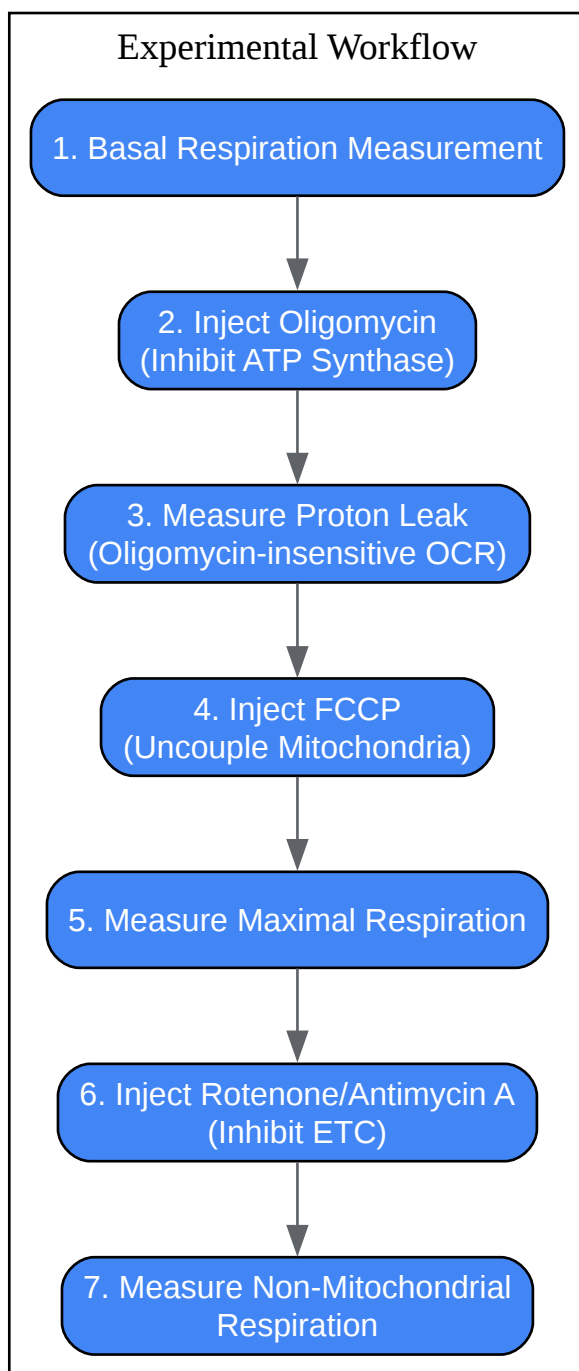 Experimental Workflow
1. Basal Respiration Measurement
2. Inject Oligomycin
(Inhibit ATP Synthase)
3. Measure Proton Leak
(Oligomycin-insensitive OCR)
4. Inject FCCP
(Uncouple Mitochondria)
5. Measure Maximal Respiration
6. Inject Rotenone/Antimycin A
(Inhibit ETC)
7. Measure Non-Mitochondrial
Respiration